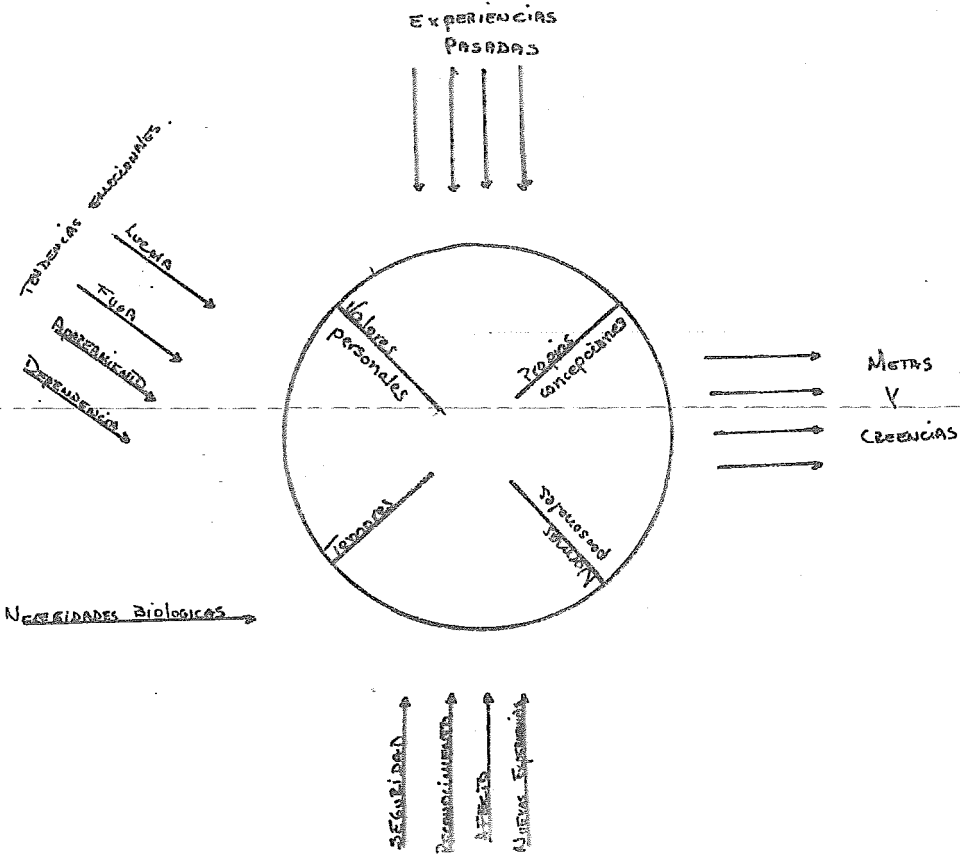 EXPERIENCIAS
PASADAS
TENDENCIAS EMOCIONALES.
LUCHA
FUGA
APAREAMIENTO
DEPENDENCIA
Valores
personales
Propias
concepciones
Temores
Normas
personales
METAS
Y
CREENCIAS
NECESIDADES BIOLOGICAS
SEGURIDAD
RECONOCIMIENTO
AFECTO
NUEVAS EXPERIENCIAS